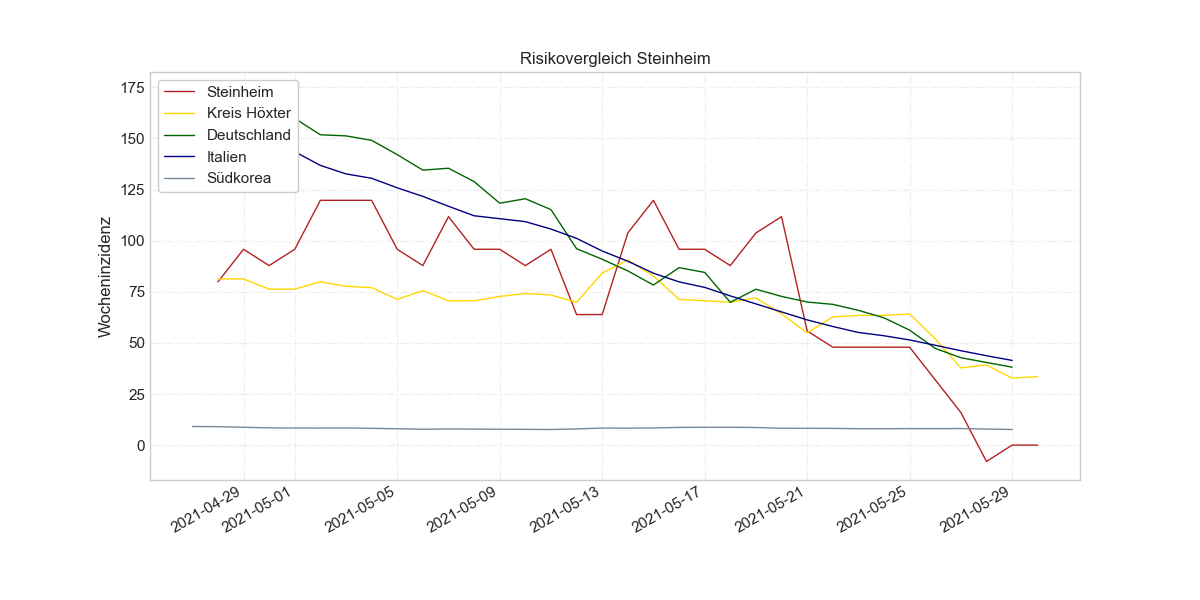 Risikovergleich Steinheim
Wocheninzidenz
175
150
125
100
75
50
25
0
Steinheim
Kreis Höxter
Deutschland
Italien
Südkorea
2021-04-29
2021-05-01
2021-05-05
2021-05-09
2021-05-13
2021-05-17
2021-05-21
2021-05-25
2021-05-29